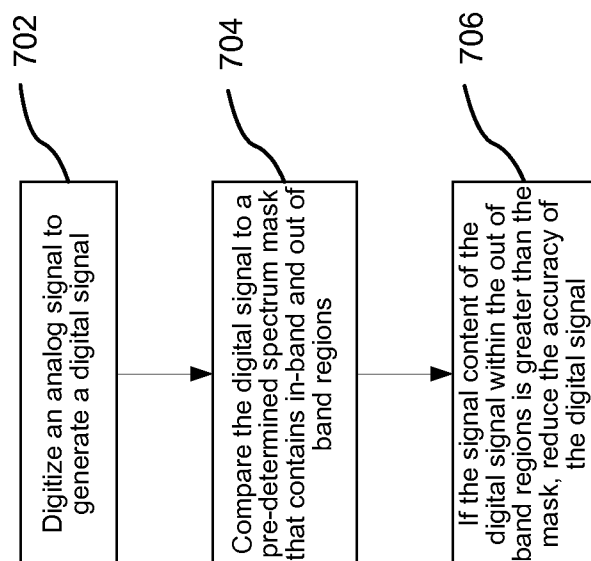 702
Digitize an analog signal to
generate a digital signal
704
Compare the digital signal to a
pre-determined spectrum mask
that contains in-band and out of
band regions
706
If the signal content of the
digital signal within the out of
band regions is greater than the
mask, reduce the accuracy of
the digital signal